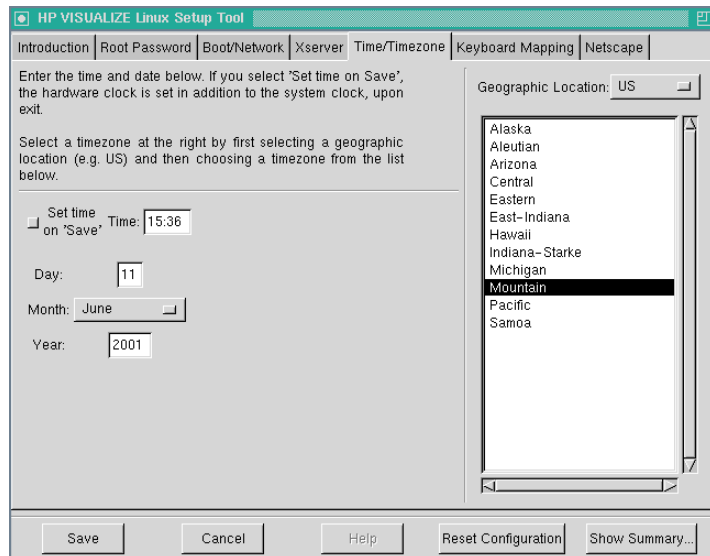 HP VISUALIZE Linux Setup Tool
Introduction Root Password Boot/Network Xserver Time/Timezone Keyboard Mapping Netscape
Enter the time and date below. If you select 'Set time on Save',
the hardware clock is set in addition to the system clock, upon
exit.
Select a timezone at the right by first selecting a geographic
location (e.g. US) and then choosing a timezone from the list
below.
Set time
on 'Save'
Time: 15:36
Day: 11
Month: June
Year: 2001
Geographic Location: US
Alaska
Aleutian
Arizona
Central
Eastern
East-Indiana
Hawaii
Indiana-Starke
Michigan
Mountain
Pacific
Samoa
Save Cancel Help Reset Configuration Show Summary...